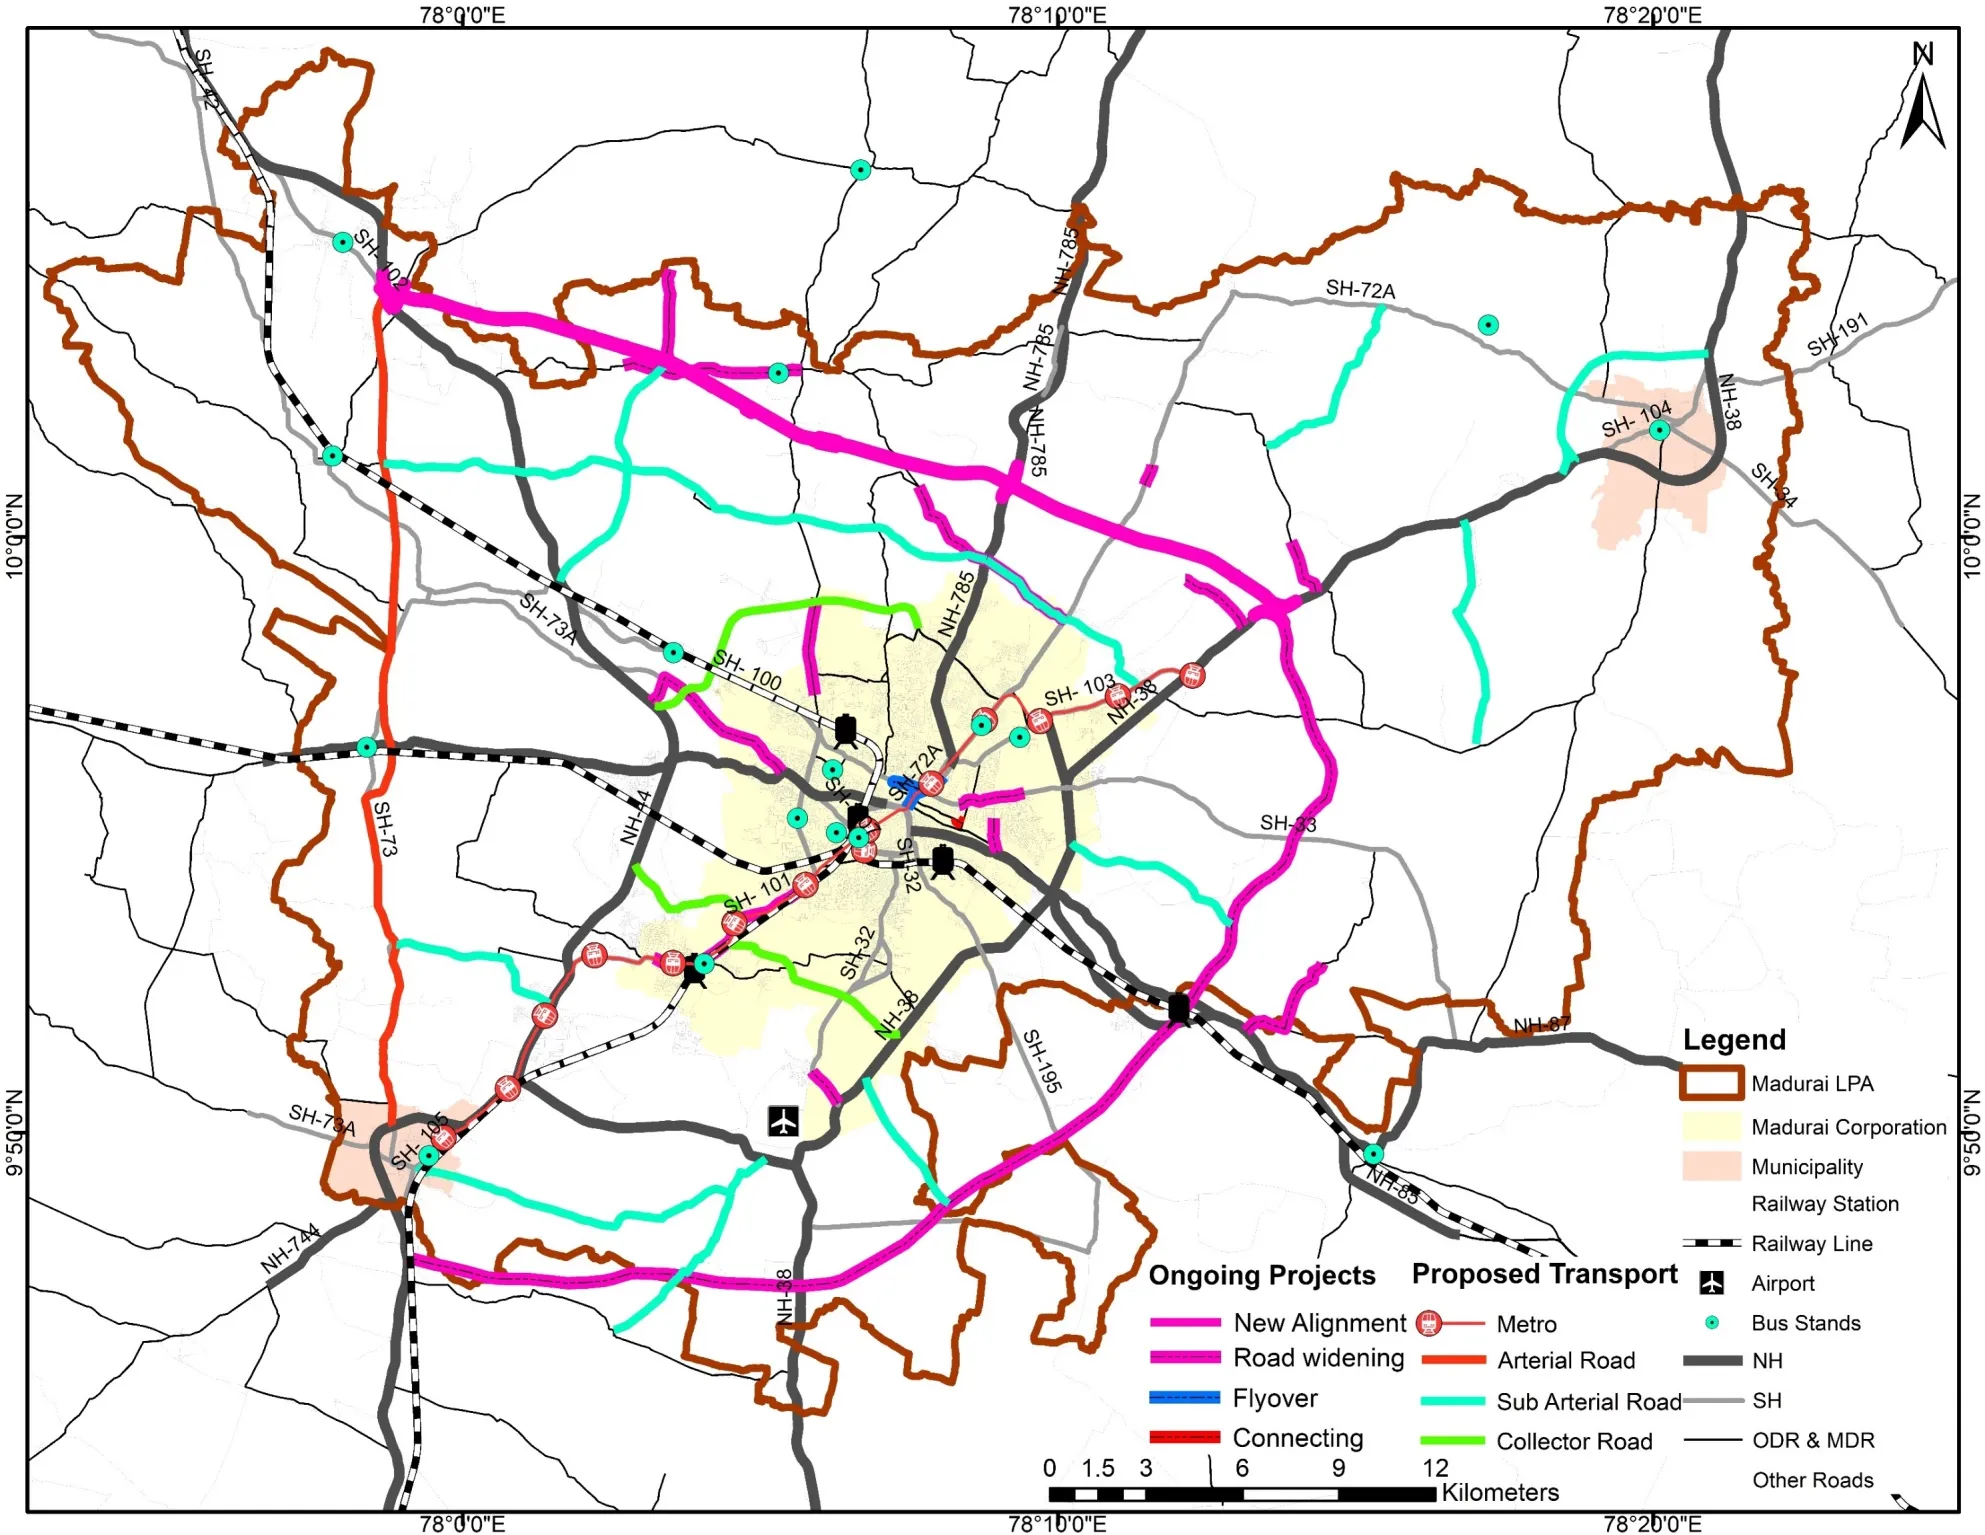 78°0'0"E 78°10'0"E 78°20'0"E
N
SH-42
SH-102
NH-785
SH-72A
SH-191
NH-785
NH-38
SH- 104
NH-785
SH-34
10°0'0"N 10°0'0"N
NH-785
SH-73A
SH- 100
SH- 103
NH-38
SH-72A
SH-
SH-73
NH-4
SH-33
SH-32
SH- 101
SH-32
NH-38
NH-87
SH-195
SH-73A
SH- 105
9°50'0"N 9°50'0"N
NH-85
NH-744
NH-38
Legend
Madurai LPA
Madurai Corporation
Municipality
Railway Station
Railway Line
Airport
Bus Stands
NH
SH
ODR & MDR
Other Roads
Ongoing Projects
New Alignment
Road widening
Flyover
Connecting
Proposed Transport
Metro
Arterial Road
Sub Arterial Road
Collector Road
0 1.5 3 6 9 12
Kilometers
78°0'0"E 78°10'0"E 78°20'0"E